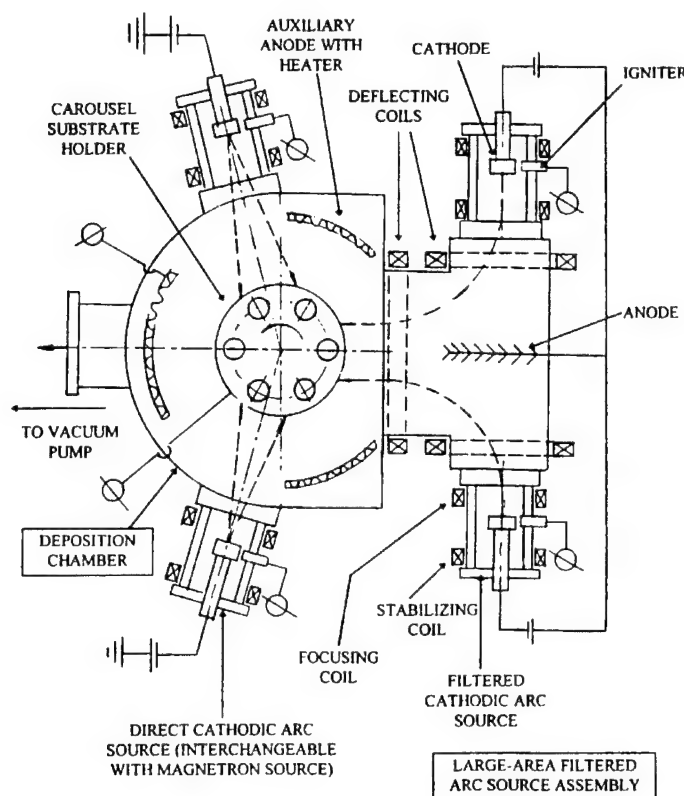 AUXILIARY
ANODE WITH
HEATER
CATHODE
IGNITER
DEFLECTING
COILS
CAROUSEL
SUBSTRATE
HOLDER
ANODE
TO VACUUM
PUMP
DEPOSITION
CHAMBER
STABILIZING
COIL
FOCUSING
COIL
FILTERED
CATHODIC ARC
SOURCE
DIRECT CATHODIC ARC
SOURCE (INTERCHANGEABLE
WITH MAGNETRON SOURCE)
LARGE-AREA FILTERED
ARC SOURCE ASSEMBLY